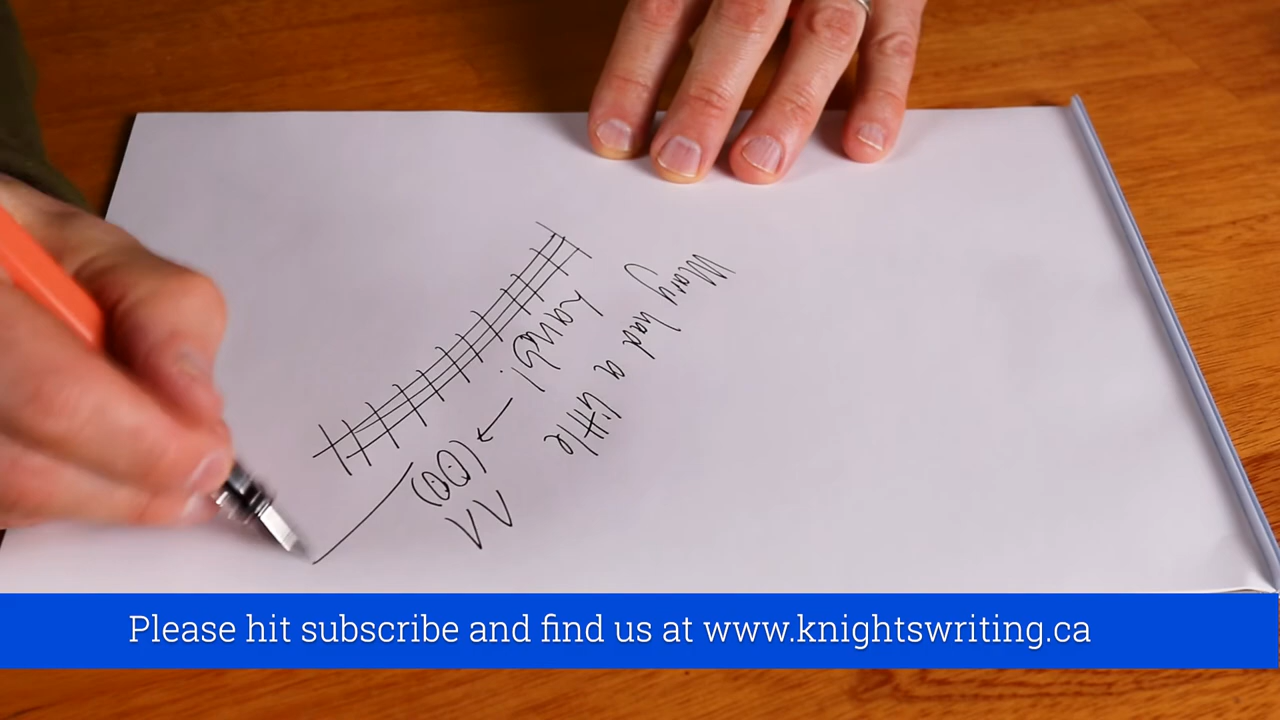 Mary had a little
lamb! →
Please hit subscribe and find us at www.knightswriting.ca